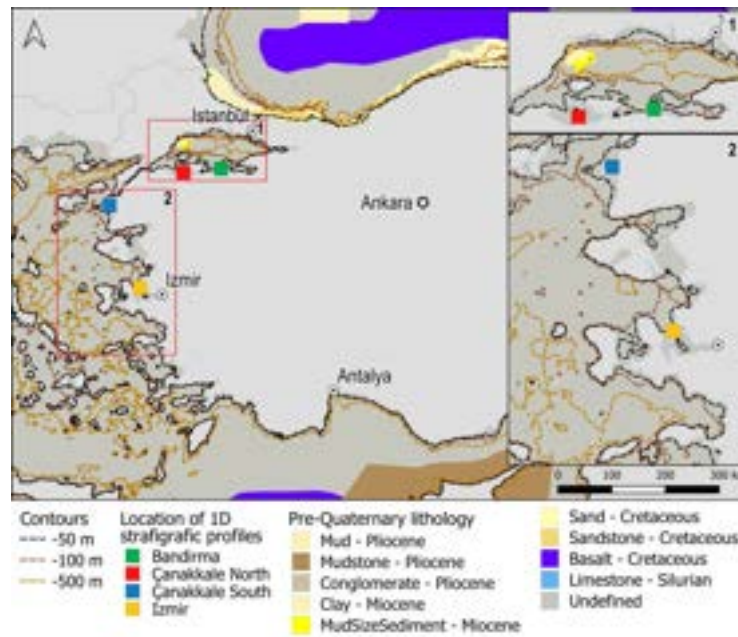 1
Istanbul
1
2
2
Ankara
Izmir
Antalya
0 100 200 300 k
Contours
-50 m
-100 m
-500 m
Location of 1D
strafigrafic profiles
Bandirma
Çanakkale North
Çanakkale South
Izmir
Pre-Quaternary lithology
Mud - Pliocene
Mudstone - Pliocene
Conglomerate - Pliocene
Clay - Miocene
MudSizeSediment - Miocene
Sand - Cretaceous
Sandstone - Cretaceous
Basalt - Cretaceous
Limestone - Silurian
Undefined